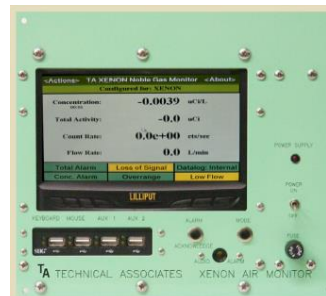 <Actions> TA XENON Noble Gas Monitor <About>
Configured for: XENON
Concentration: -0.0039 uCi/L
Total Activity: -0.0 uCi
Count Rate: 0.0e+00 cts/sec
Flow Rate: 0.0 L/min
Total Alarm Loss of Signal Datalog: Internal
Conc. Alarm Overrange Low Flow
LILLIPUT
POWER SUPPLY
POWER
ON
OFF
KEYBOARD MOUSE AUX 1 AUX 2
ALARM MODE
ACKNOWLEDGE
FUSE
AUDIO ALARM
TA TECHNICAL ASSOCIATES XENON AIR MONITOR